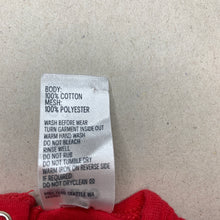 BODY:
100% COTTON
MESH:
100% POLYESTER
WASH BEFORE WEAR
TURN GARMENT INSIDE OUT
WARM HAND WASH
DO NOT BLEACH
RINSE WELL
DO NOT RUB
DO NOT TUMBLE DRY
WARM IRON ON REVERSE SIDE
IF REQUIRED
DO NOT DRYCLEAN